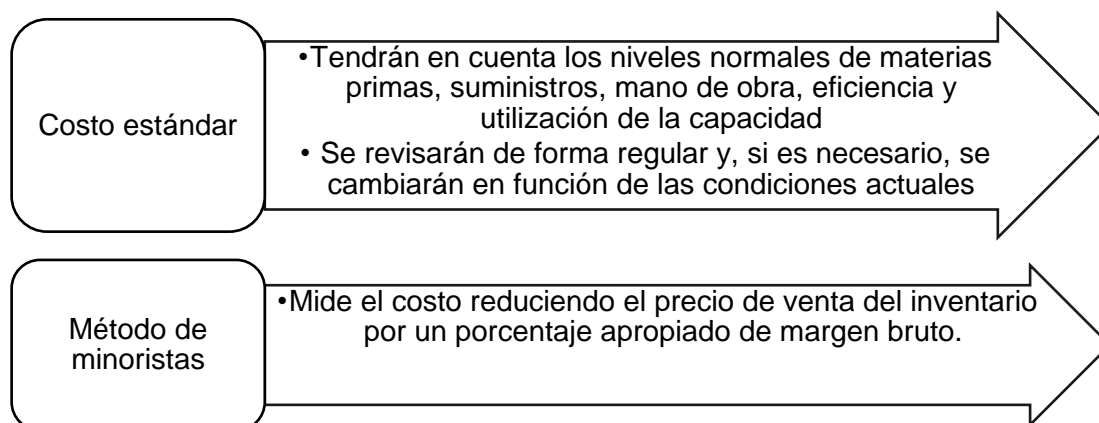 Costo estándar
•Tendrán en cuenta los niveles normales de materias
primas, suministros, mano de obra, eficiencia y
utilización de la capacidad
• Se revisarán de forma regular y, si es necesario, se
cambiarán en función de las condiciones actuales
Método de
minoristas
•Mide el costo reduciendo el precio de venta del inventario
por un porcentaje apropiado de margen bruto.